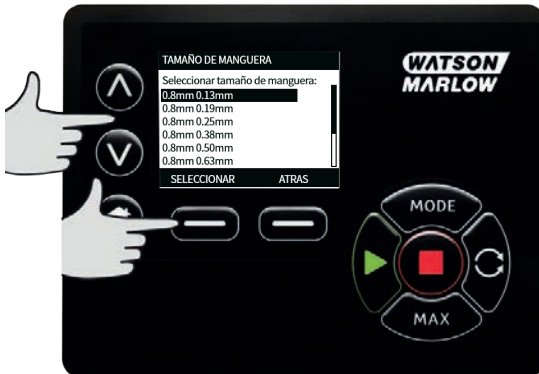 TAMAÑO DE MANGUERA
Seleccionar tamaño de manguera:
0.8mm 0.13mm
0.8mm 0.19mm
0.8mm 0.25mm
0.8mm 0.38mm
0.8mm 0.50mm
0.8mm 0.63mm
SELECCIONAR ATRAS
WATSON
MARLOW
MODE
MAX